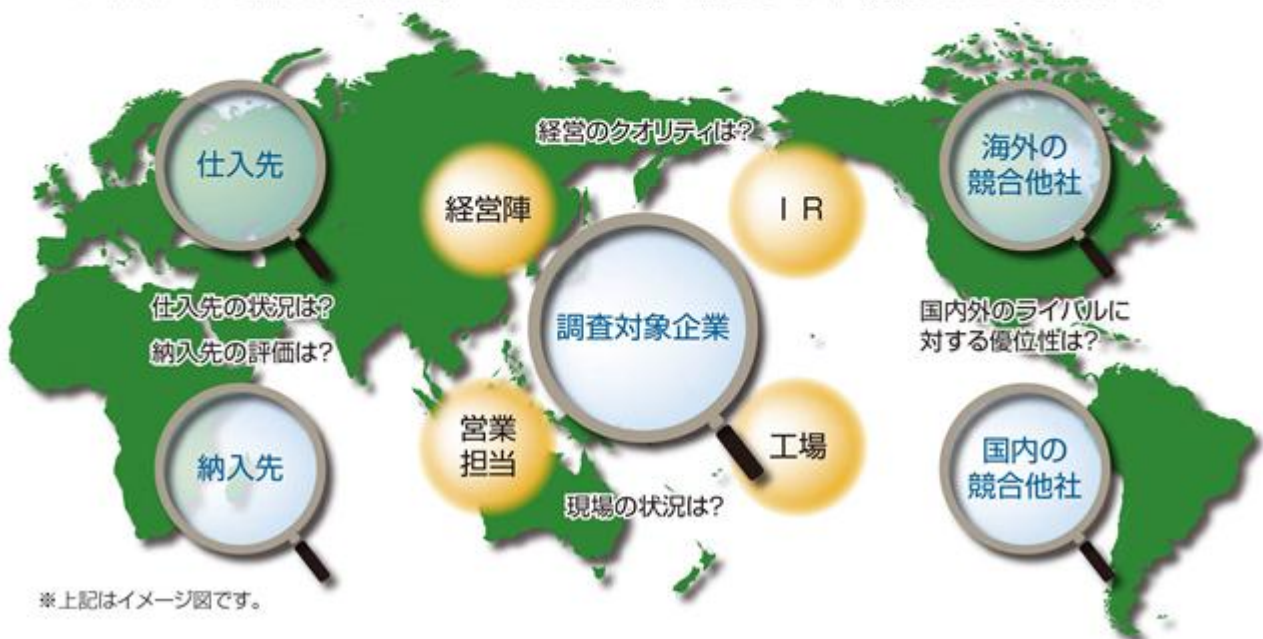 経営のクオリティは?
仕入先
経営陣
IR
海外の
競合他社
仕入先の状況は?
納入先の評価は?
調査対象企業
国内外のライバルに
対する優位性は?
納入先
営業
担当
工場
国内の
競合他社
現場の状況は?
※上記はイメージ図です。